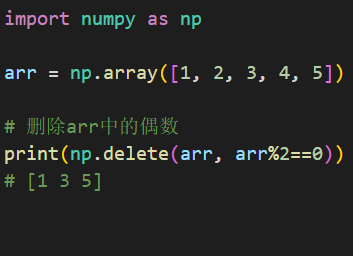 import numpy as np
arr = np.array([1, 2, 3, 4, 5])
# 删除arr中的偶数
print(np.delete(arr, arr%2==0))
# [1 3 5]